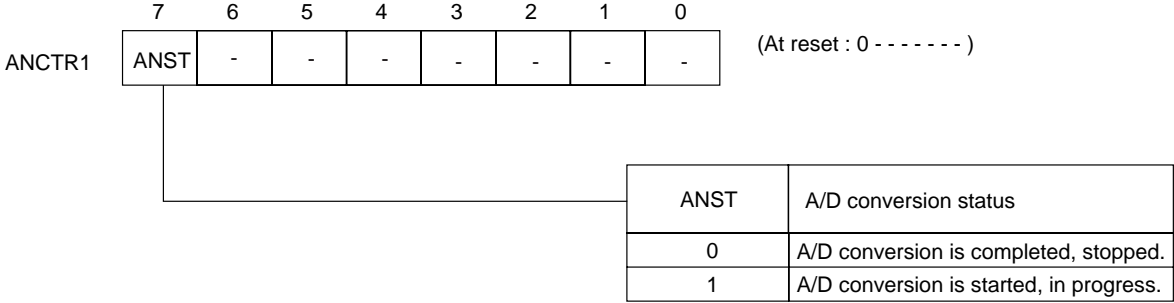 7 6 5 4 3 2 1 0
ANCTR1 ANST - - - - - - - (At reset : 0 - - - - - - - )
ANST A/D conversion status
0 A/D conversion is completed, stopped.
1 A/D conversion is started, in progress.